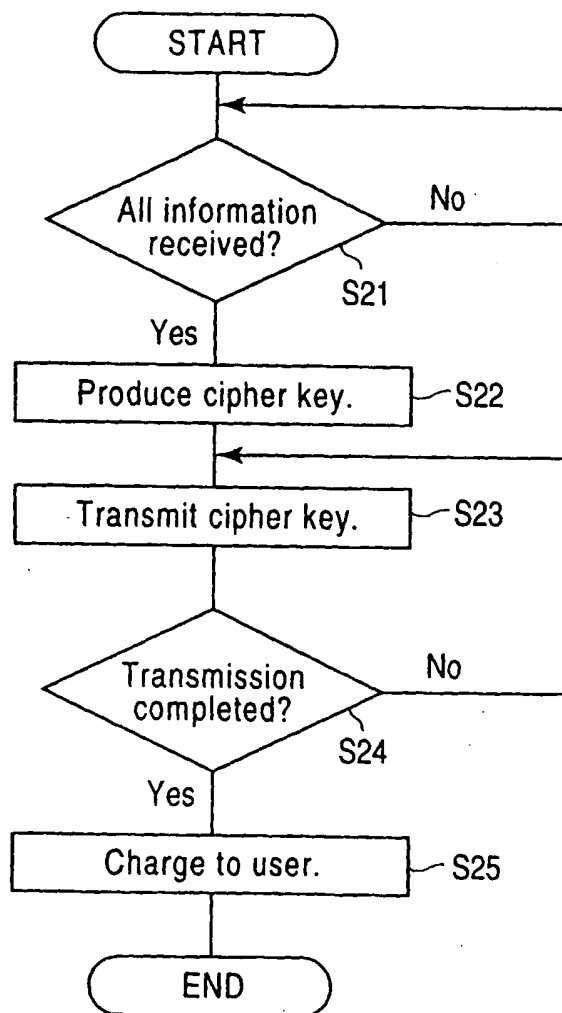 START
All information
received?
No
S21
Yes
Produce cipher key.
S22
Transmit cipher key.
S23
Transmission
completed?
No
S24
Yes
Charge to user.
S25
END